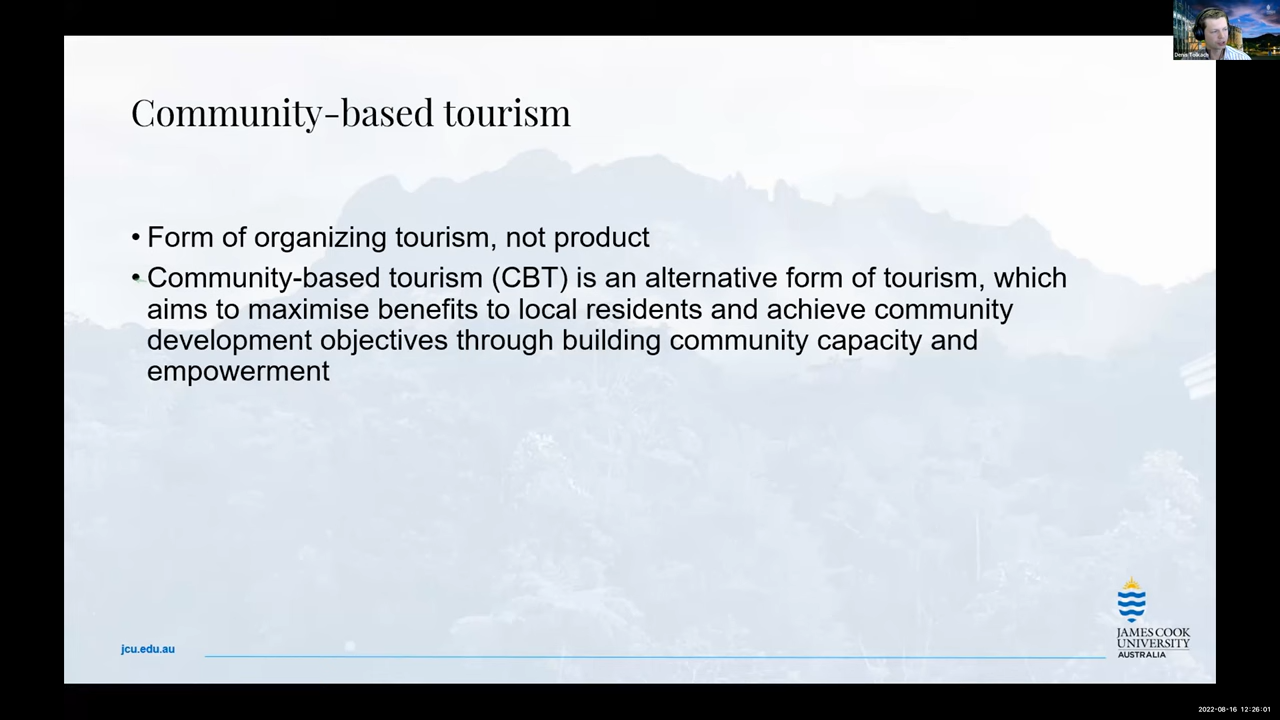 Denis Tolkach
Community-based tourism
• Form of organizing tourism, not product
• Community-based tourism (CBT) is an alternative form of tourism, which
aims to maximise benefits to local residents and achieve community
development objectives through building community capacity and
empowerment
jcu.edu.au
JAMES COOK
UNIVERSITY
AUSTRALIA
2022-08-16 12:26:01